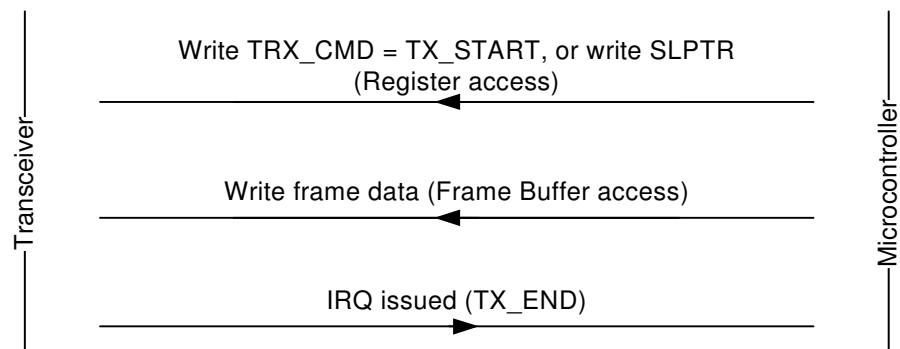 Write TRX_CMD = TX_START, or write SLPTR
(Register access)
Transceiver
Write frame data (Frame Buffer access)
Microcontroller
IRQ issued (TX_END)